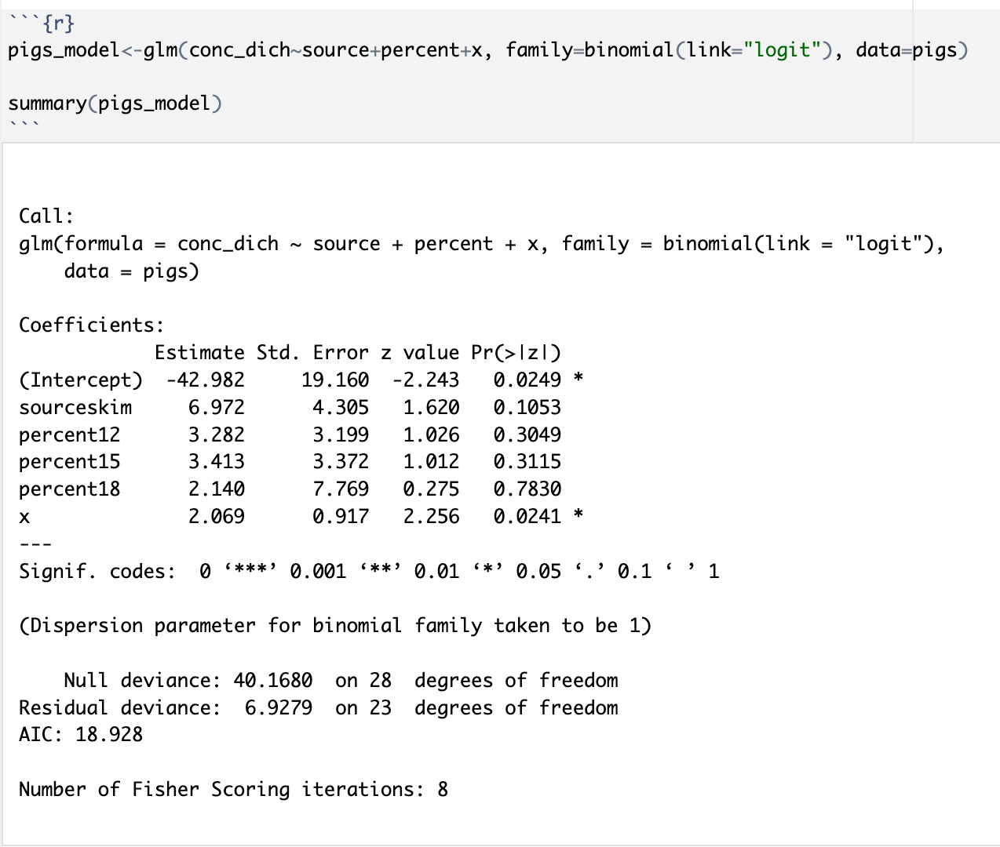 ```{r}
pigs_model<-glm(conc_dich~source+percent+x, family=binomial(link="logit"), data=pigs)
summary(pigs_model)
```
Call:
glm(formula = conc_dich ~ source + percent + x, family = binomial(link = "logit"),
    data = pigs)
Coefficients:
            Estimate Std. Error z value Pr(>|z|)
(Intercept)  -42.982     19.160  -2.243   0.0249 *
sourceskim     6.972      4.305   1.620   0.1053
percent12      3.282      3.199   1.026   0.3049
percent15      3.413      3.372   1.012   0.3115
percent18      2.140      7.769   0.275   0.7830
x              2.069      0.917   2.256   0.0241 *
---
Signif. codes:  0 ‘***’ 0.001 ‘**’ 0.01 ‘*’ 0.05 ‘.’ 0.1 ‘ ’ 1
(Dispersion parameter for binomial family taken to be 1)
    Null deviance: 40.1680  on 28  degrees of freedom
Residual deviance:  6.9279  on 23  degrees of freedom
AIC: 18.928
Number of Fisher Scoring iterations: 8